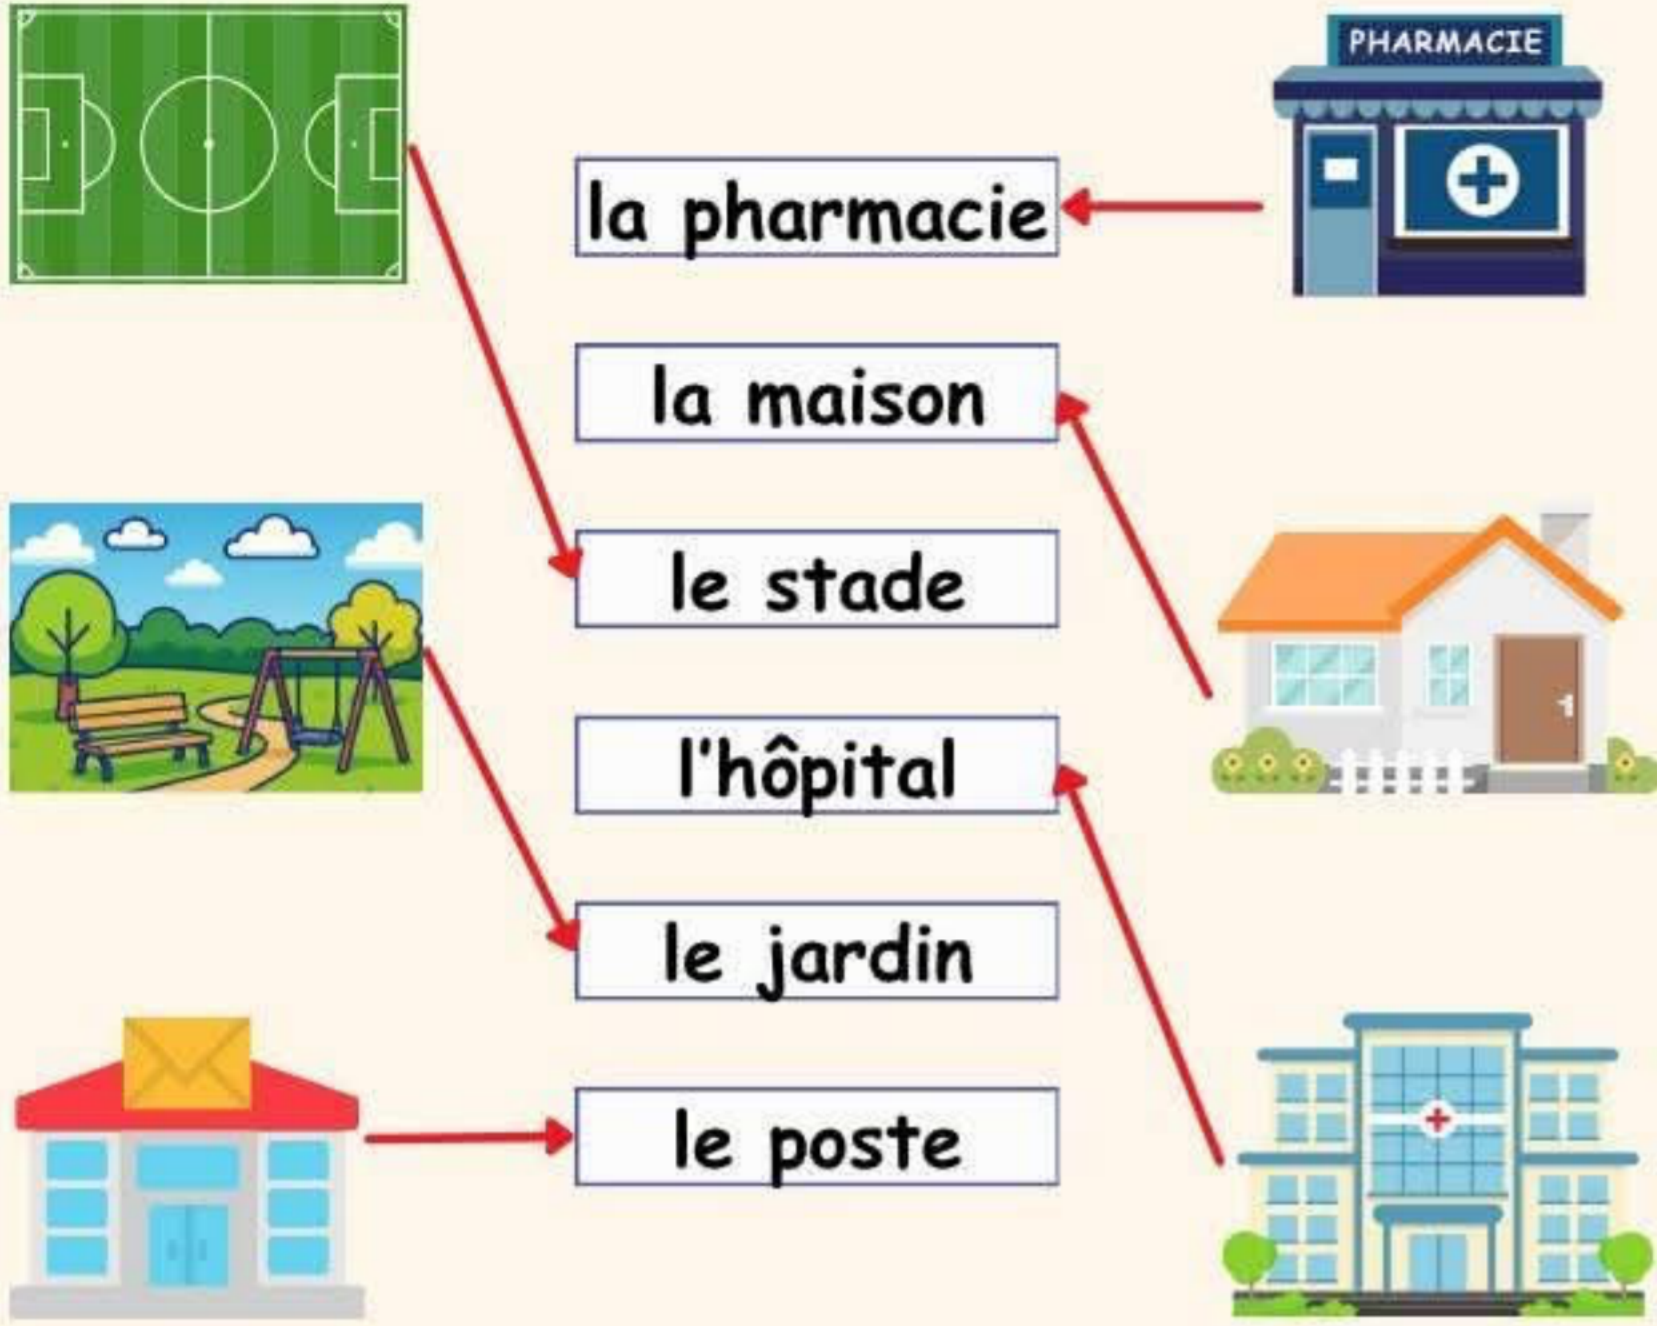 PHARMACIE
la pharmacie
la maison
le stade
l'hôpital
le jardin
le poste